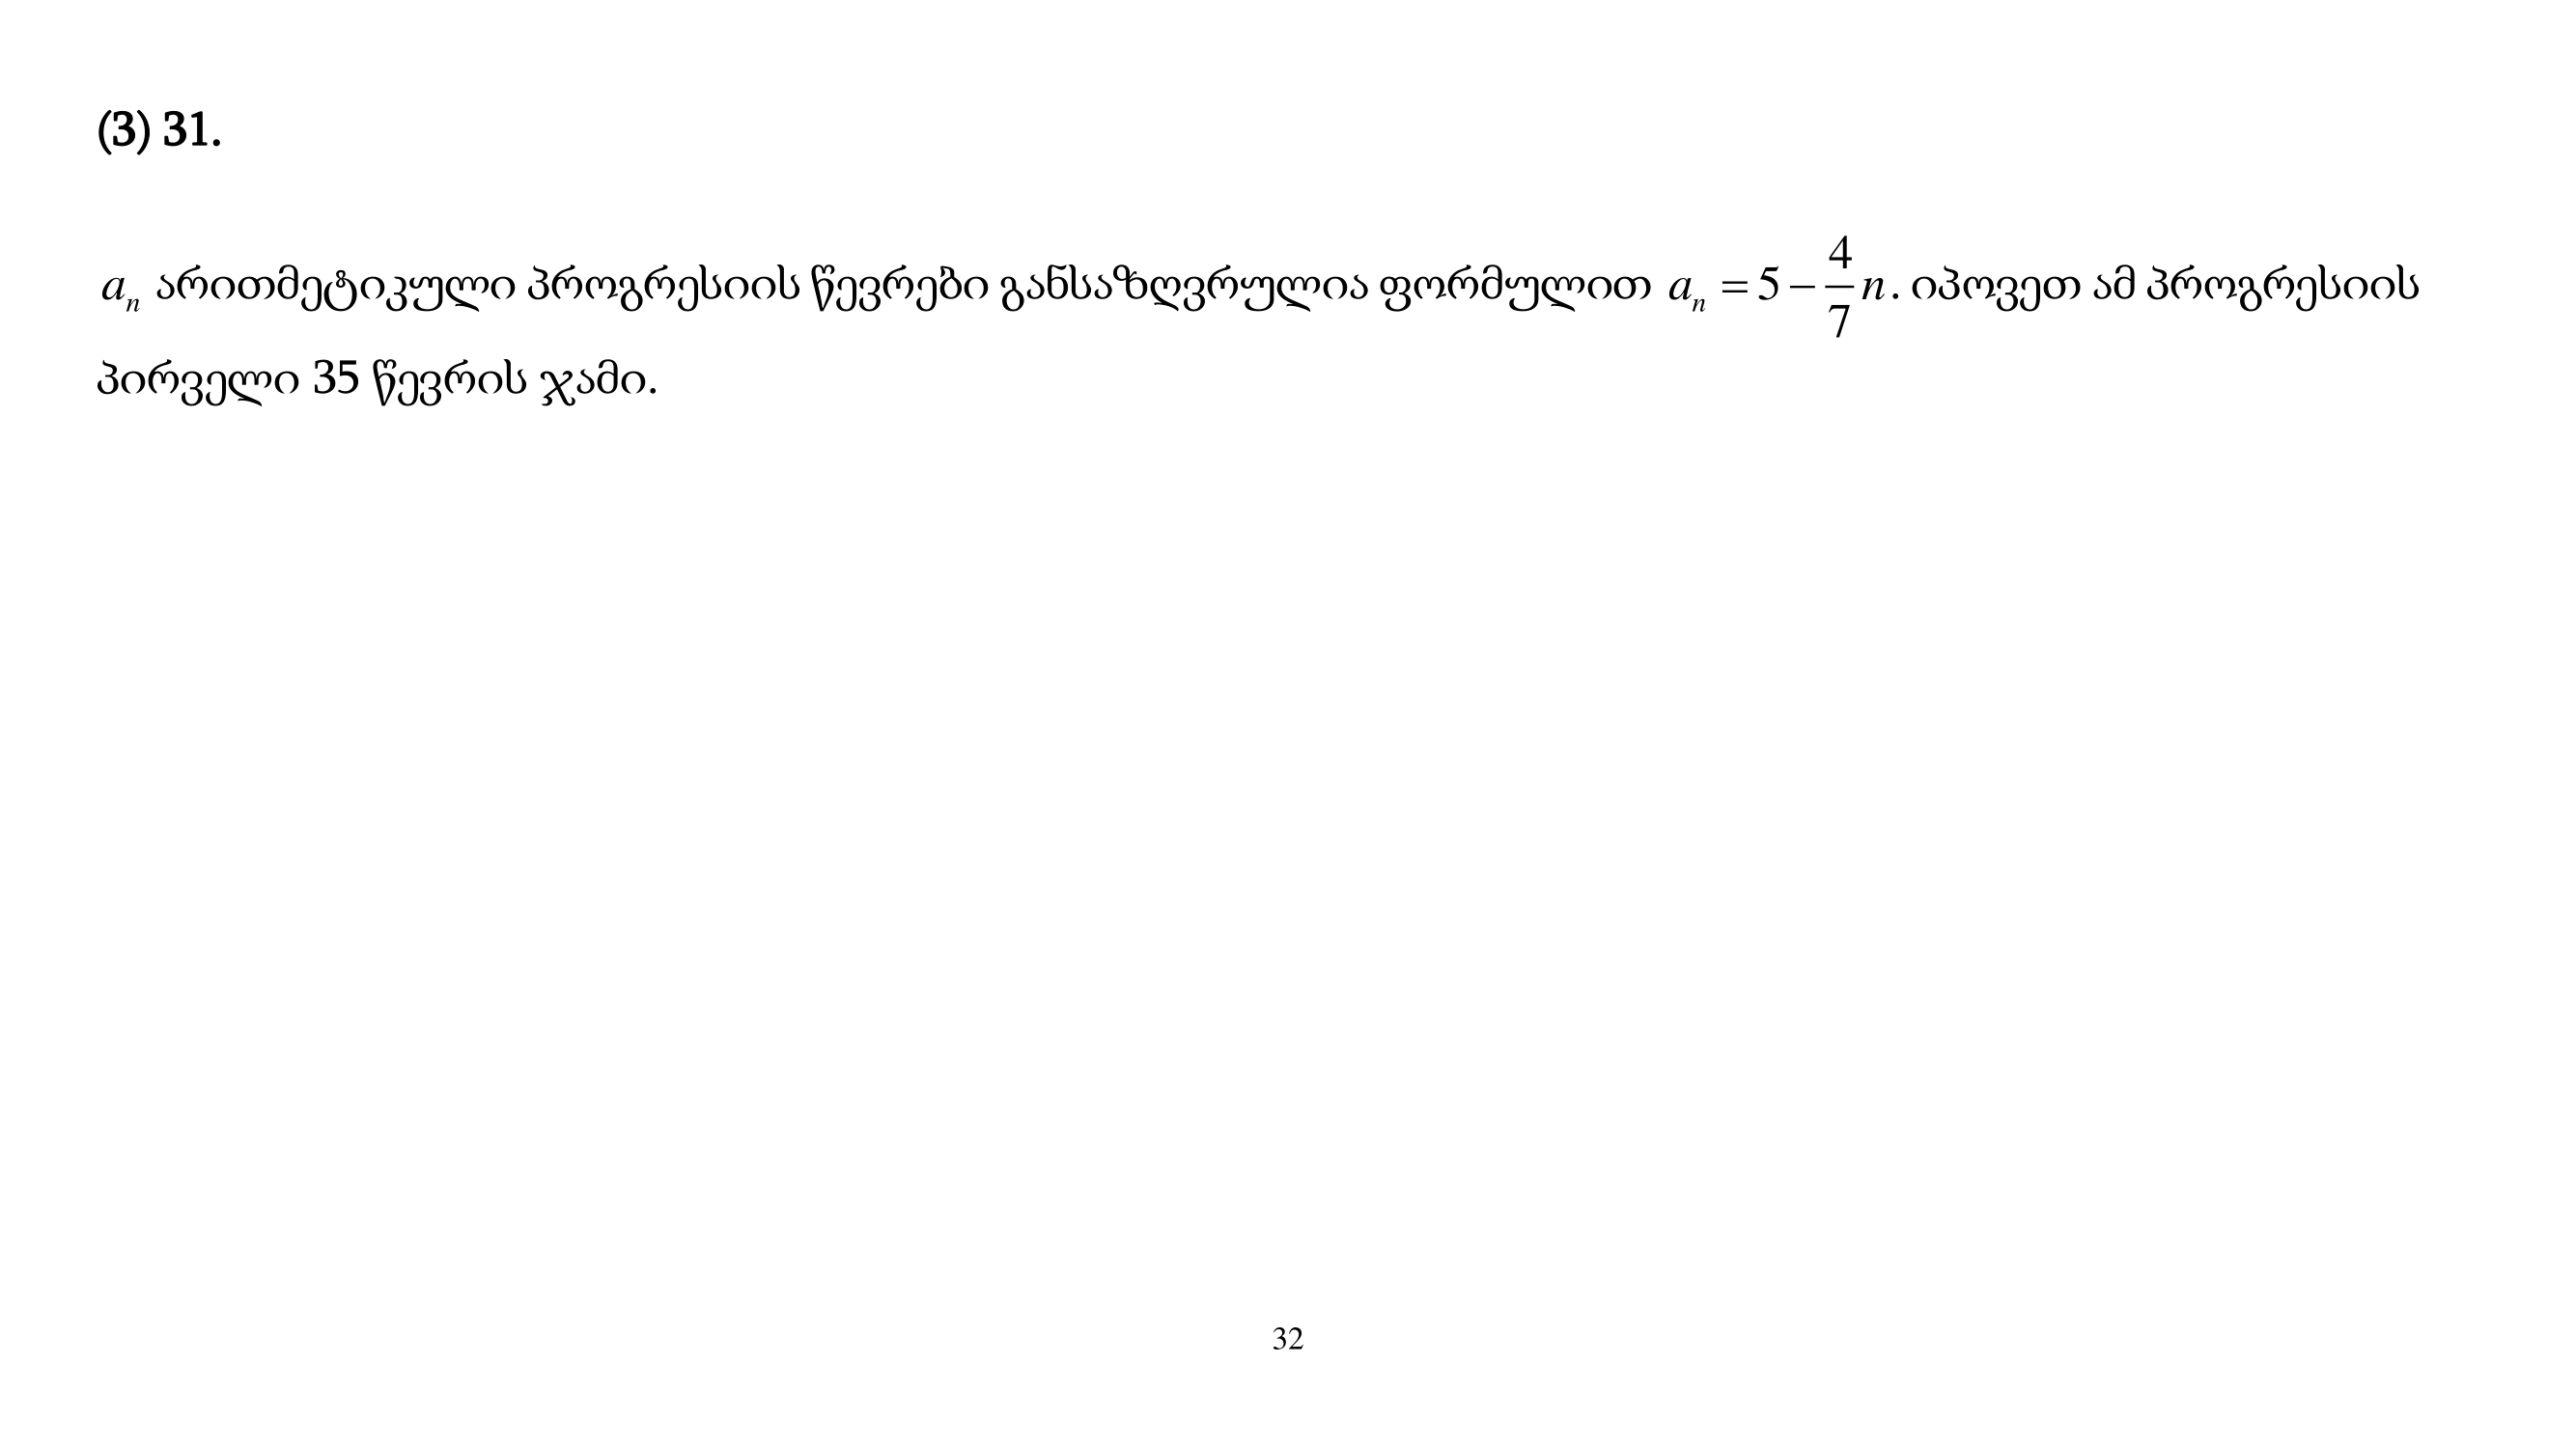 (3) 31.
aₙ არითმეტიკული პროგრესიის წევრები განსაზღვრულია ფორმულით aₙ = 5 − 4/7 n. იპოვეთ ამ პროგრესიის
პირველი 35 წევრის ჯამი.
32